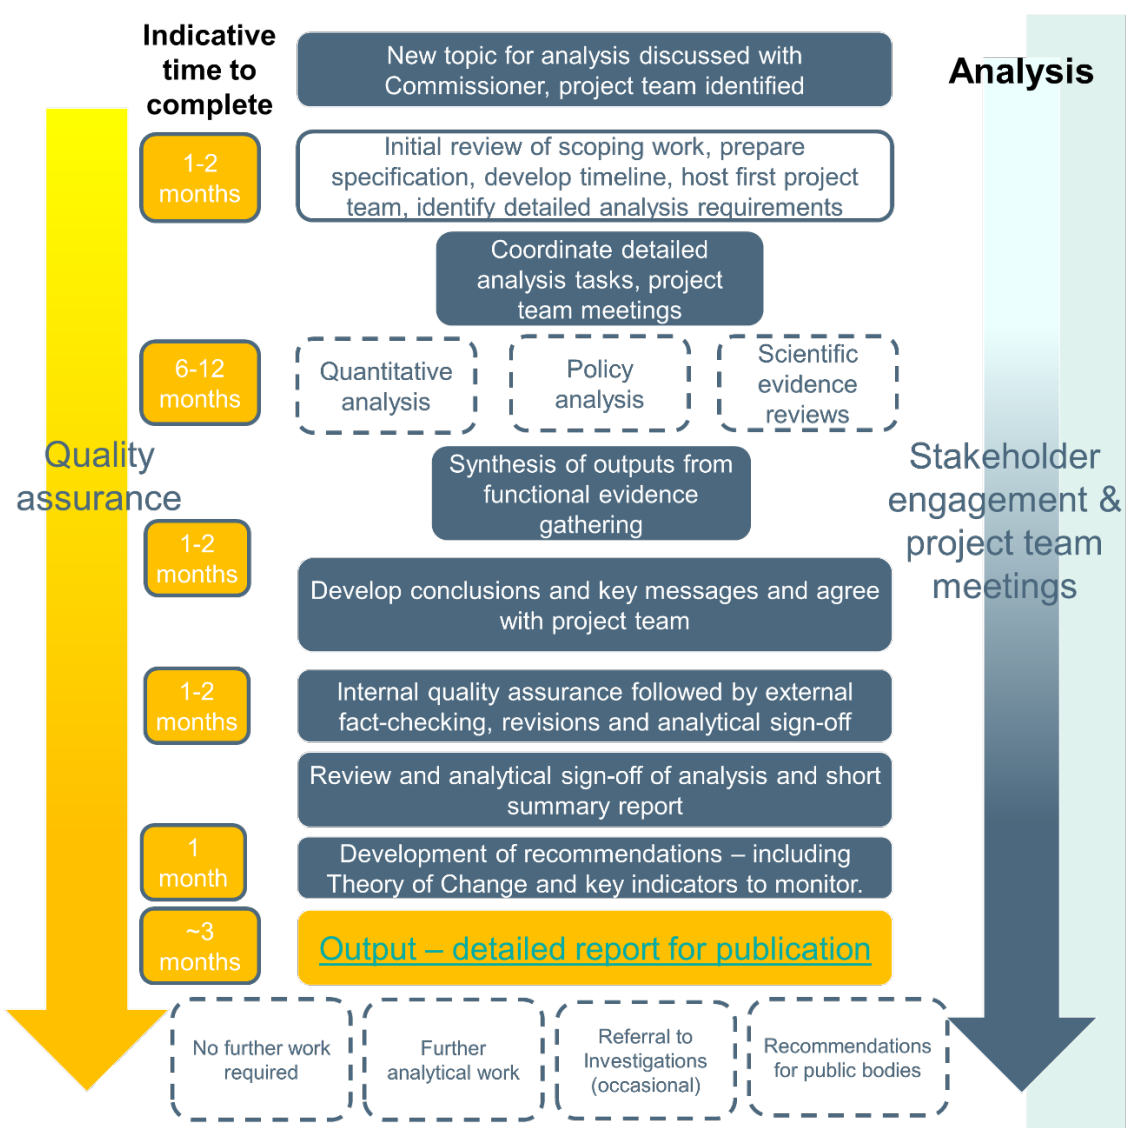 Indicative
time to
complete
New topic for analysis discussed with
Commissioner, project team identified
Analysis
1-2
months
Initial review of scoping work, prepare
specification, develop timeline, host first project
team, identify detailed analysis requirements
Coordinate detailed
analysis tasks, project
team meetings
6-12
months
Quantitative
analysis
Policy
analysis
Scientific
evidence
reviews
Quality
assurance
Synthesis of outputs from
functional evidence
gathering
Stakeholder
engagement &
project team
meetings
1-2
months
Develop conclusions and key messages and agree
with project team
1-2
months
Internal quality assurance followed by external
fact-checking, revisions and analytical sign-off
Review and analytical sign-off of analysis and short
summary report
1
month
Development of recommendations – including
Theory of Change and key indicators to monitor.
~3
months
Output – detailed report for publication
No further work
required
Further
analytical work
Referral to
Investigations
(occasional)
Recommendations
for public bodies